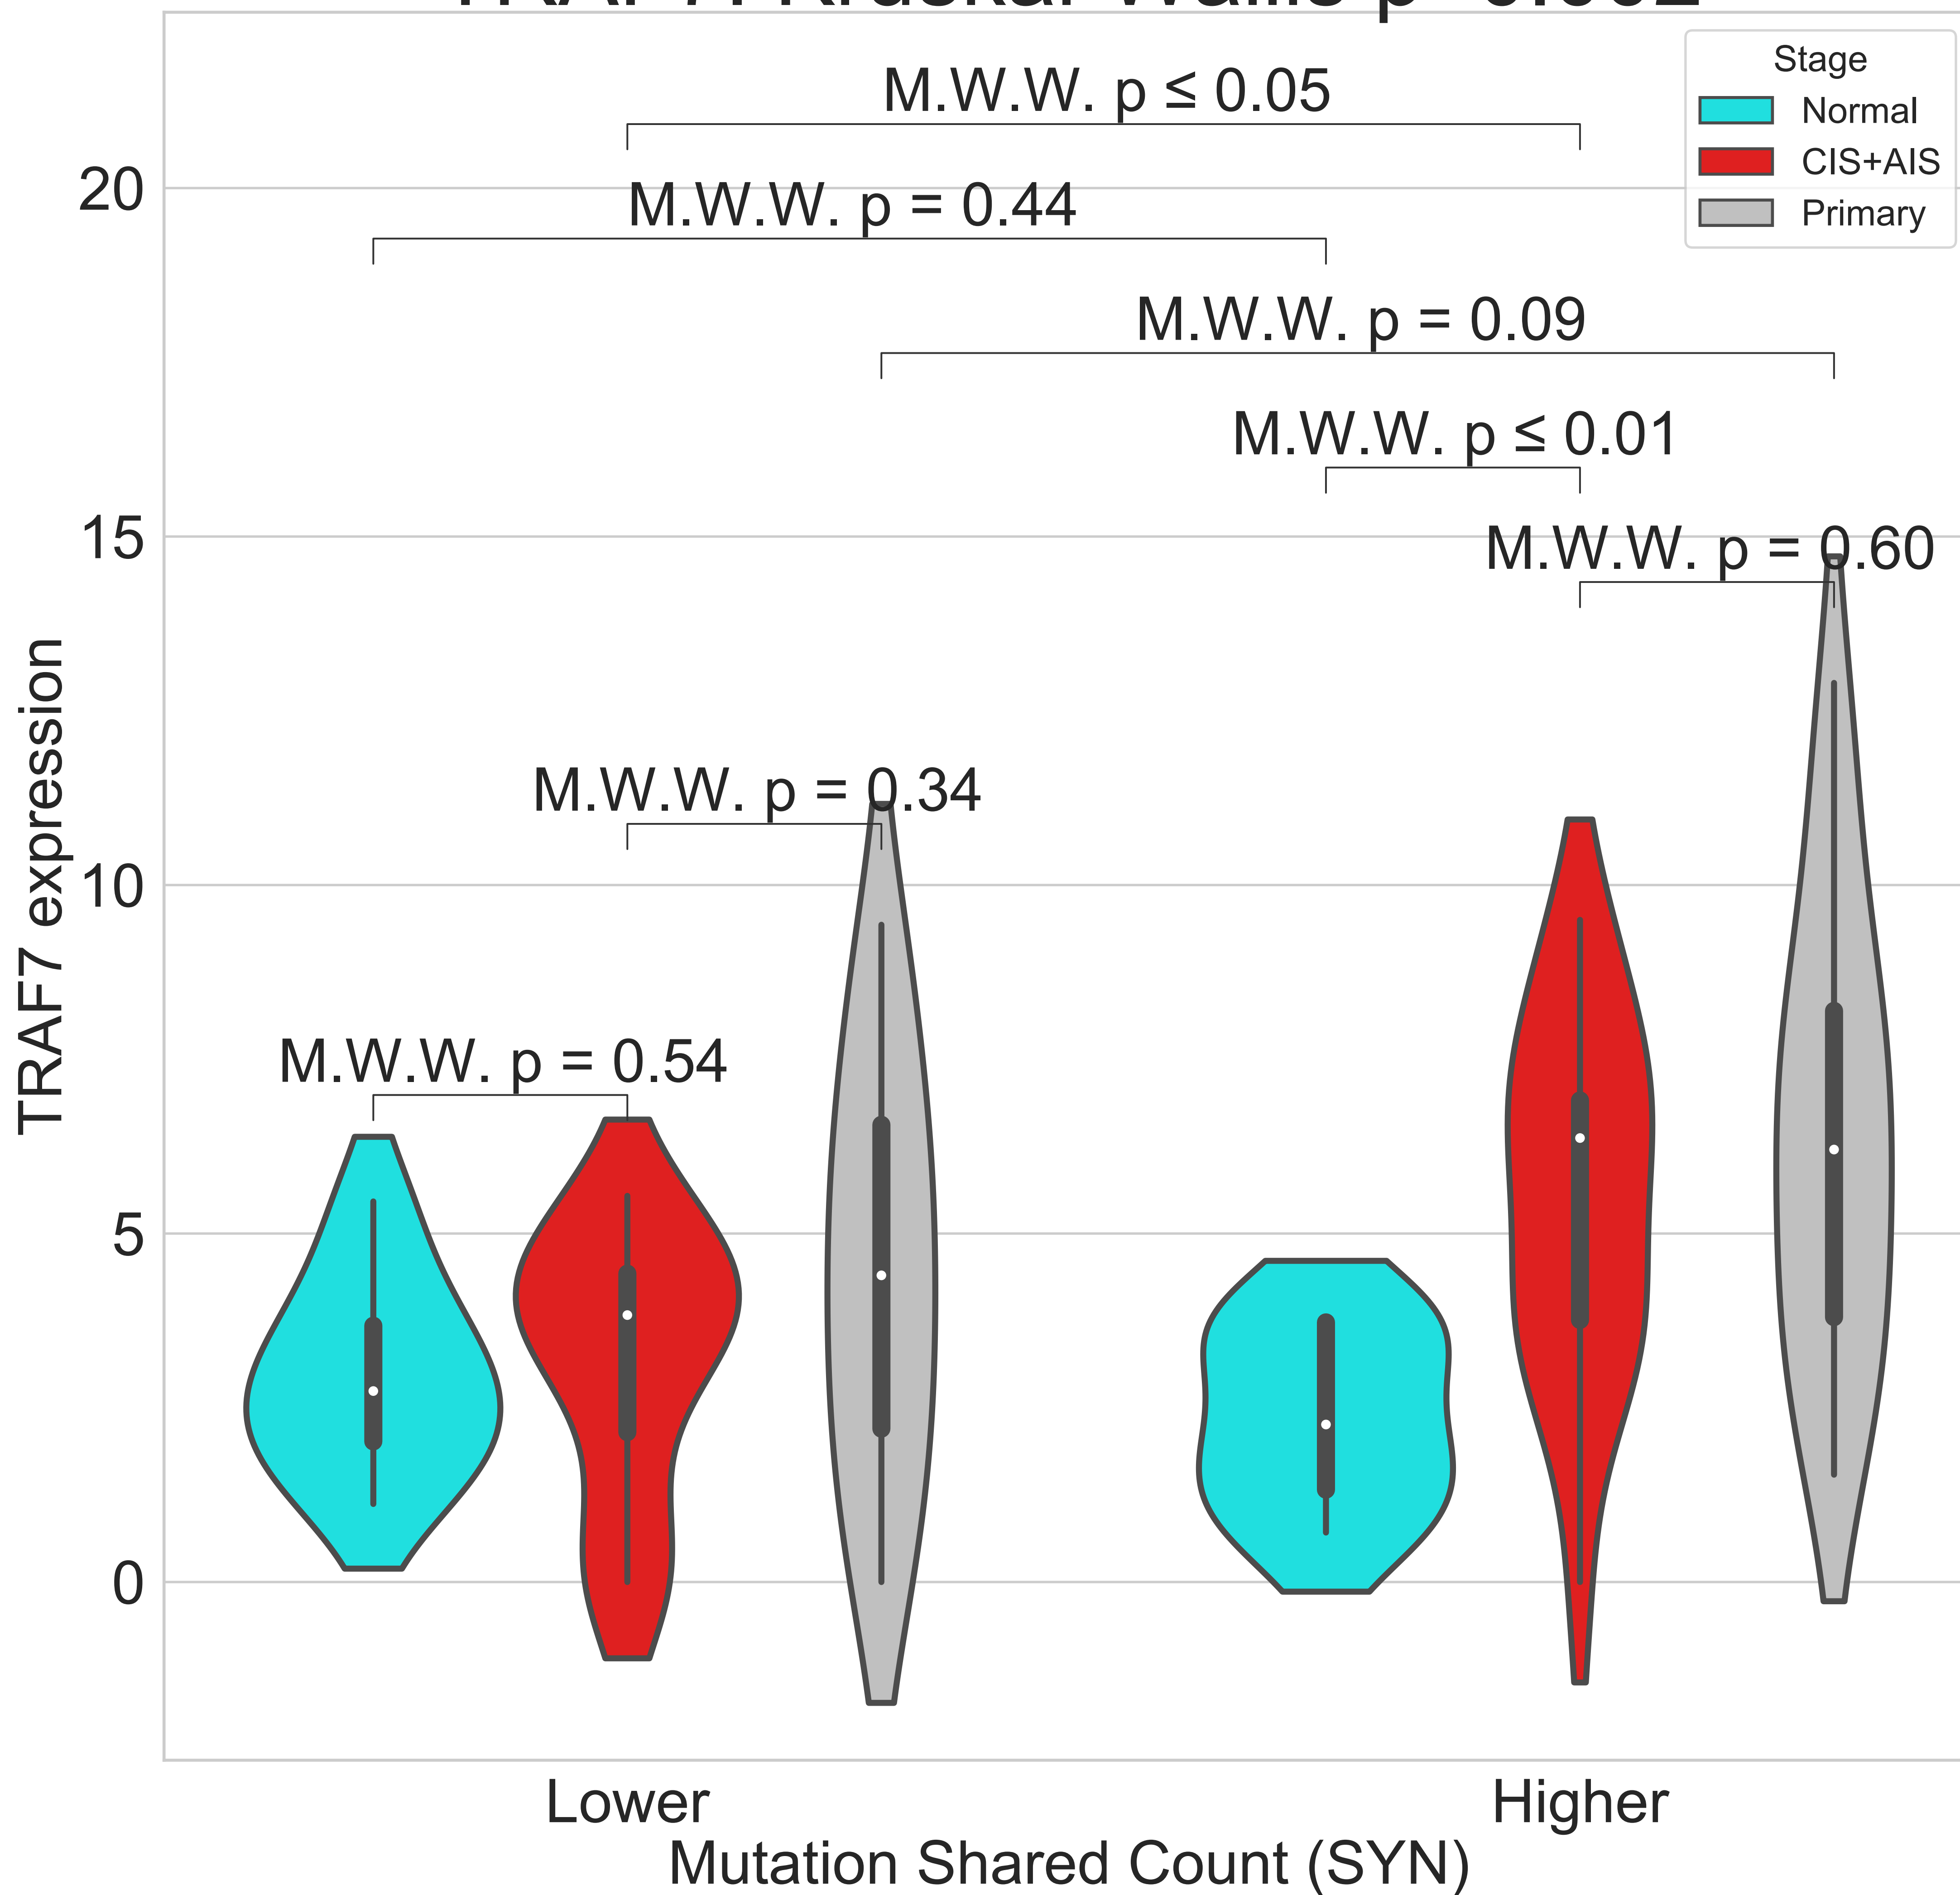 Stage
Normal
CIS+AIS
Primary
M.W.W. p ≤ 0.05
M.W.W. p = 0.44
M.W.W. p = 0.09
M.W.W. p ≤ 0.01
M.W.W. p = 0.60
M.W.W. p = 0.34
M.W.W. p = 0.54
TRAF7 expression
20
15
10
5
0
Lower
Higher
Mutation Shared Count (SYN)